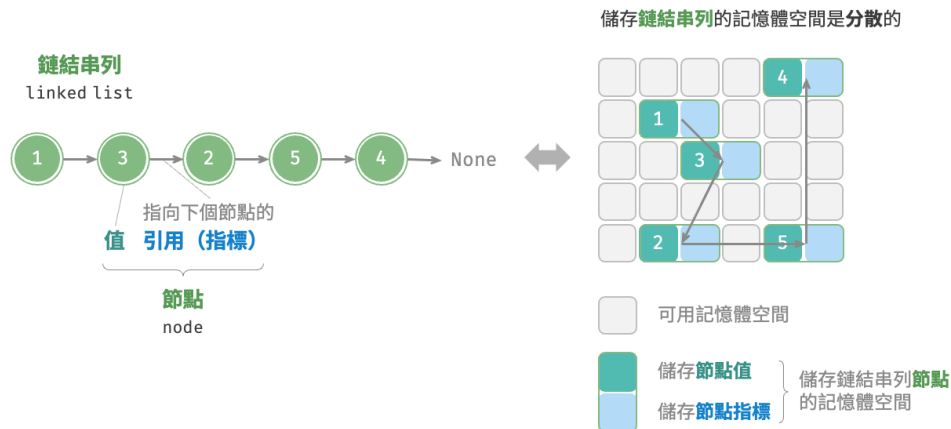 儲存鏈結串列的記憶體空間是分散的
鏈結串列
linked list
1
3
2
5
4
None
指向下個節點的
值
引用（指標）
節點
node
4
1
3
2
5
可用記憶體空間
儲存節點值
儲存節點指標
儲存鏈結串列節點
的記憶體空間